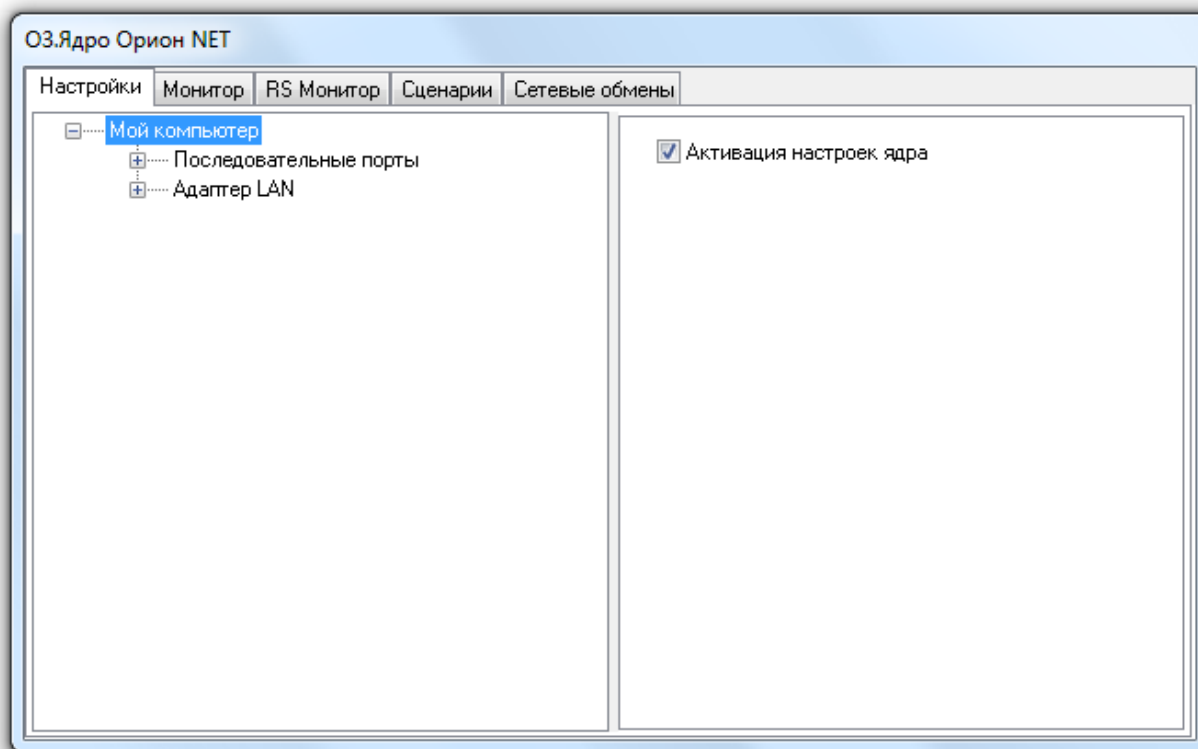 ОЗ.Ядро Орион NET
Настройки Монитор RS Монитор Сценарии Сетевые обмены
Мой компьютер
Последовательные порты
Адаптер LAN
Активация настроек ядра